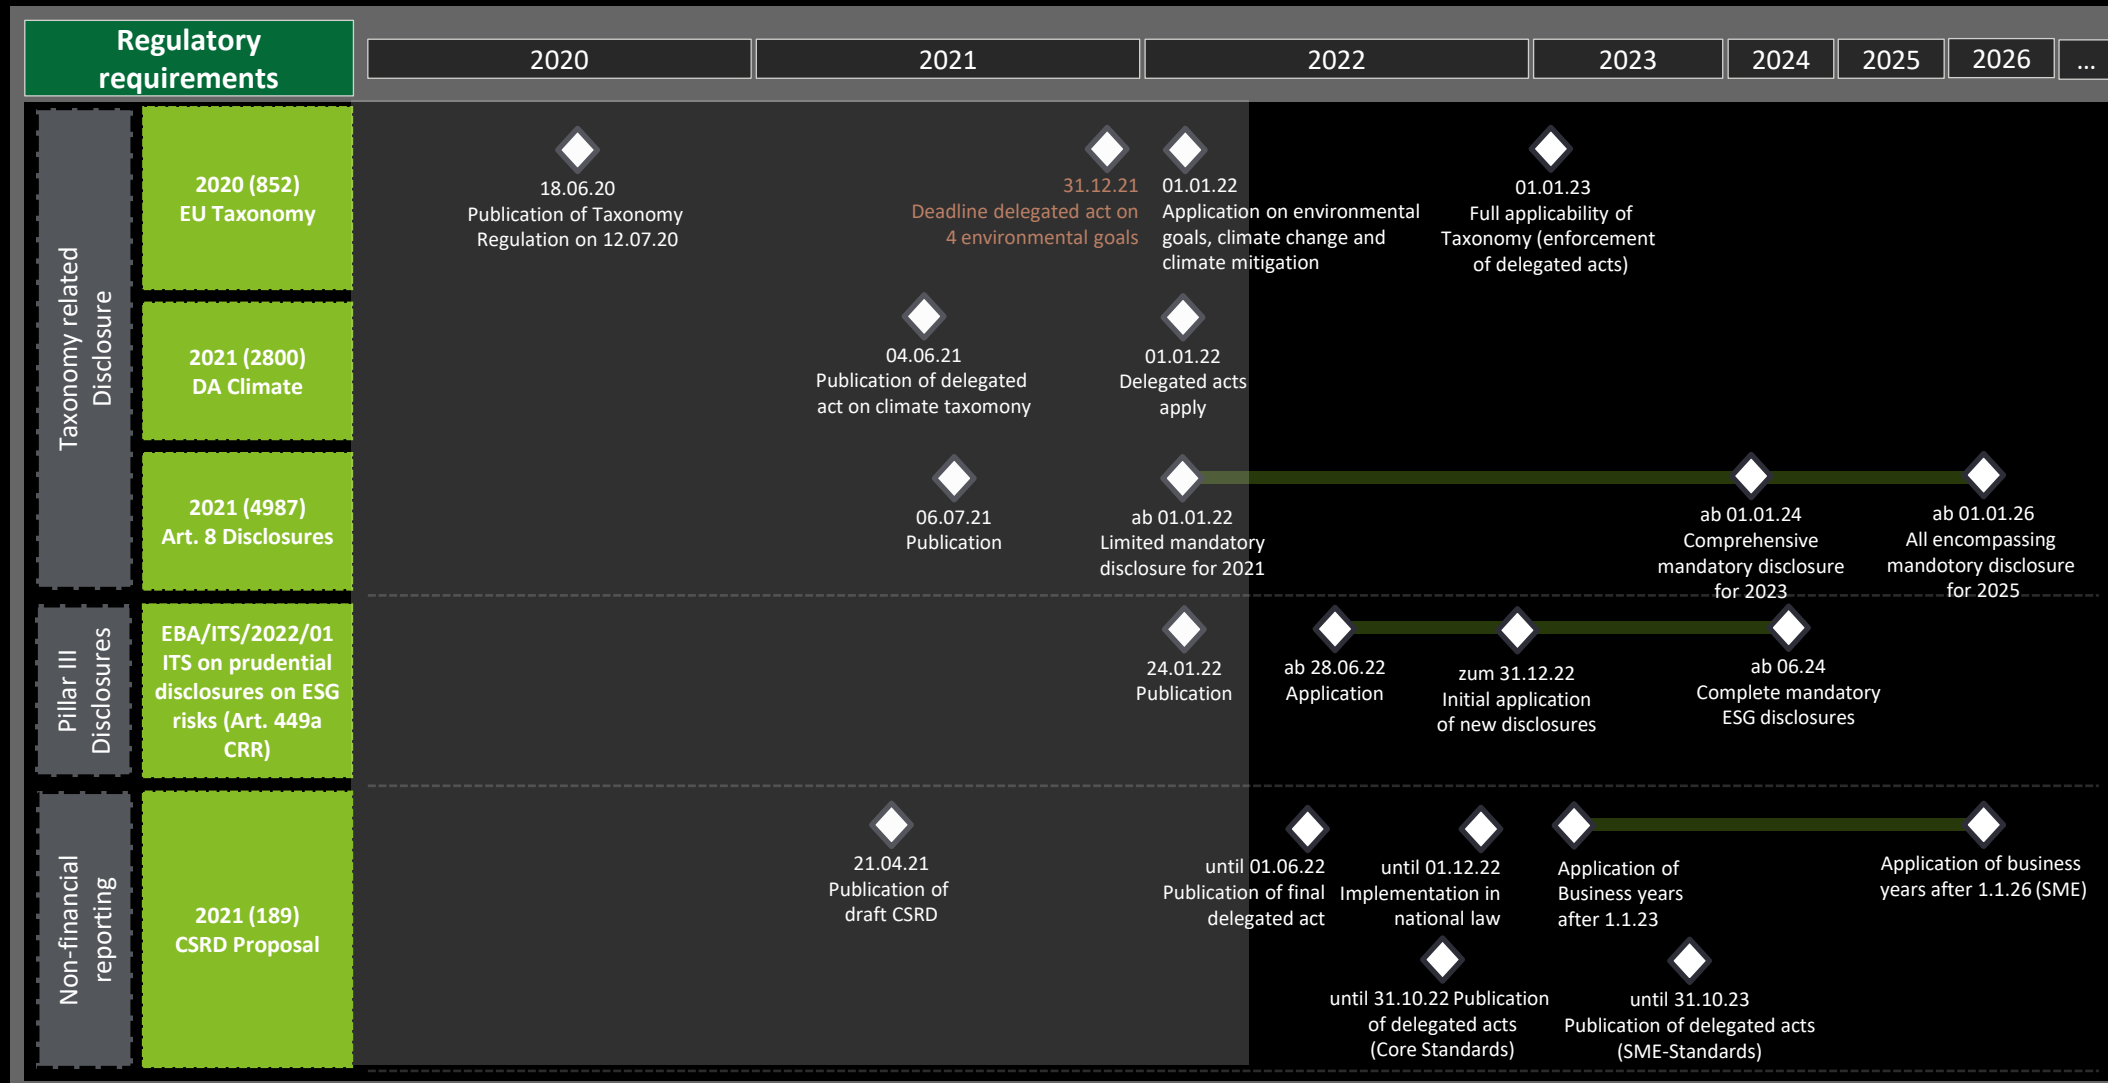 Regulatory
requirements
2020
2021
2022
2023
2024
2025
2026
...
Taxonomy related
Disclosure
2020 (852)
EU Taxonomy
18.06.20
Publication of Taxonomy
Regulation on 12.07.20
31.12.21
Deadline delegated act on
4 environmental goals
01.01.22
Application on environmental
goals, climate change and
climate mitigation
01.01.23
Full applicability of
Taxonomy (enforcement
of delegated acts)
2021 (2800)
DA Climate
04.06.21
Publication of delegated
act on climate taxomony
01.01.22
Delegated acts
apply
2021 (4987)
Art. 8 Disclosures
06.07.21
Publication
ab 01.01.22
Limited mandatory
disclosure for 2021
ab 01.01.24
Comprehensive
mandatory disclosure
for 2023
ab 01.01.26
All encompassing
mandotory disclosure
for 2025
Pillar III
Disclosures
EBA/ITS/2022/01
ITS on prudential
disclosures on ESG
risks (Art. 449a
CRR)
24.01.22
Publication
ab 28.06.22
Application
zum 31.12.22
Initial application
of new disclosures
ab 06.24
Complete mandatory
ESG disclosures
Non-financial
reporting
2021 (189)
CSRD Proposal
21.04.21
Publication of
draft CSRD
until 01.06.22
Publication of final
delegated act
until 01.12.22
Implementation in
national law
Application of
Business years
after 1.1.23
Application of business
years after 1.1.26 (SME)
until 31.10.22 Publication
of delegated acts
(Core Standards)
until 31.10.23
Publication of delegated acts
(SME-Standards)